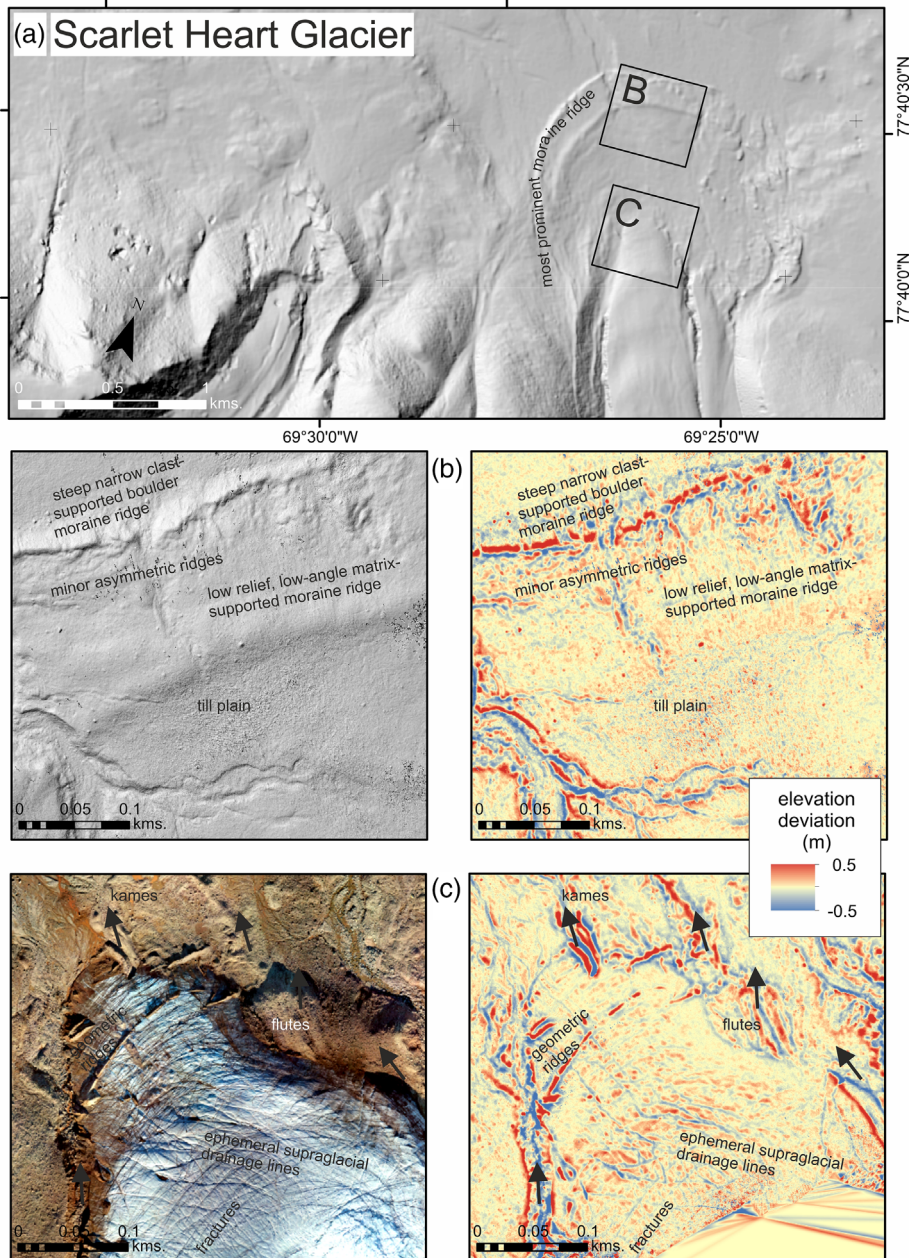 (a) Scarlet Heart Glacier
B
C
most prominent moraine ridge
77°40'30"N
77°40'0"N
N
0 0.5 1
kms.
69°30'0"W 69°25'0"W
(b)
steep narrow clast-
supported boulder
moraine ridge
minor asymmetric ridges
low relief, low-angle matrix-
supported moraine ridge
till plain
0 0.05 0.1
kms.
steep narrow clast-
supported boulder
moraine ridge
minor asymmetric ridges
low relief, low-angle matrix-
supported moraine ridge
till plain
0 0.05 0.1
kms.
elevation
deviation
(m)
0.5
-0.5
(c)
kames
geometric
ridges
flutes
ephemeral supraglacial
drainage lines
fractures
0 0.05 0.1
kms.
kames
geometric
ridges
flutes
ephemeral supraglacial
drainage lines
fractures
0 0.05 0.1
kms.